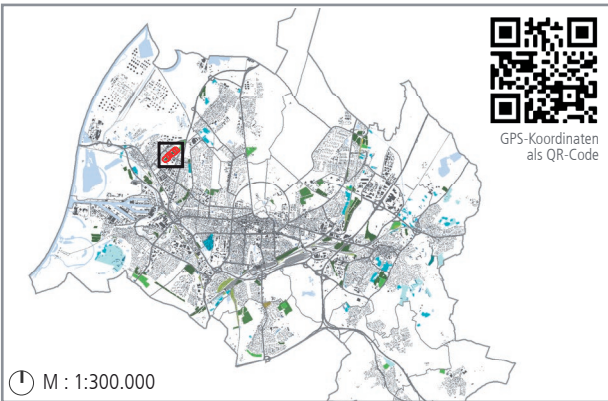 GPS-Koordinaten
als QR-Code
M : 1:300.000